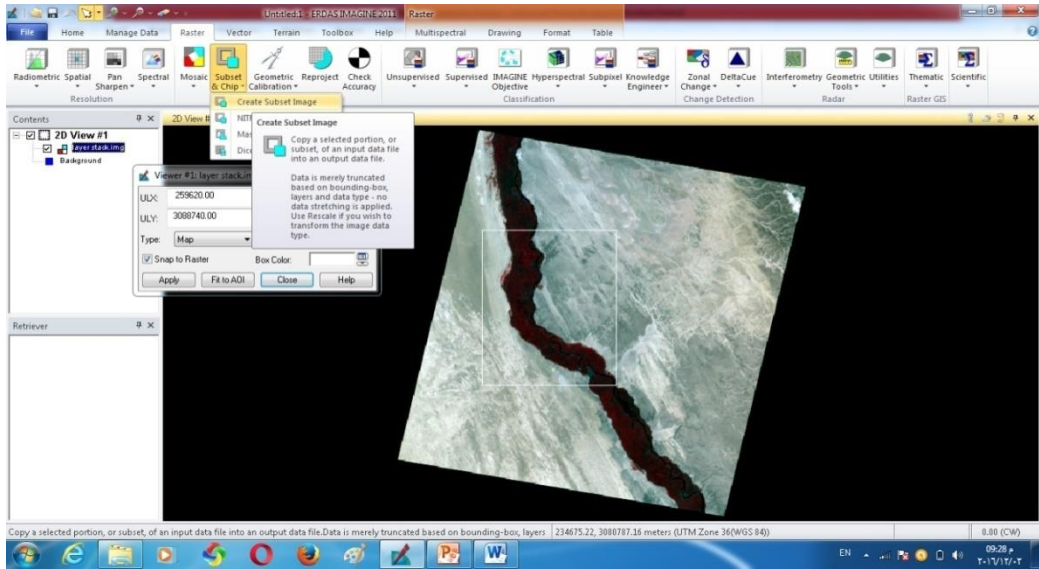 Untitled:1 - ERDAS IMAGINE 2011
Raster
File Home Manage Data Raster Vector Terrain Toolbox Help Multispectral Drawing Format Table
Radiometric Spatial Pan Sharpen Spectral Mosaic Subset & Chip Geometric Calibration Reproject Check Accuracy Unsupervised Supervised IMAGINE Objective Hyperspectral Subpixel Knowledge Engineer Zonal Change DeltaCue Interferometry Geometric Tools Utilities Thematic Scientific
Resolution Classification Change Detection Radar Raster GIS
Create Subset Image
Contents
2D View #
2D View #1
layerstack.img
Background
Create Subset Image
Copy a selected portion, or
subset, of an input data file
into an output data file.
Data is merely truncated
based on bounding-box,
layers and data type - no
data stretching is applied.
Use Rescale if you wish to
transform the image data
type.
Viewer #1: layer stack.im
ULX: 259620.00
ULY: 3088740.00
Type: Map
Snap to Raster Box Color:
Apply Fit to AOI Close Help
Retriever
Copy a selected portion, or subset, of an input data file into an output data file.Data is merely truncated based on bounding-box, layers 234675.22, 3080787.16 meters (UTM Zone 36(WGS 84)) 0.00 (CW)
EN 09:28 م
٢٠١٦/١٢/٠٢